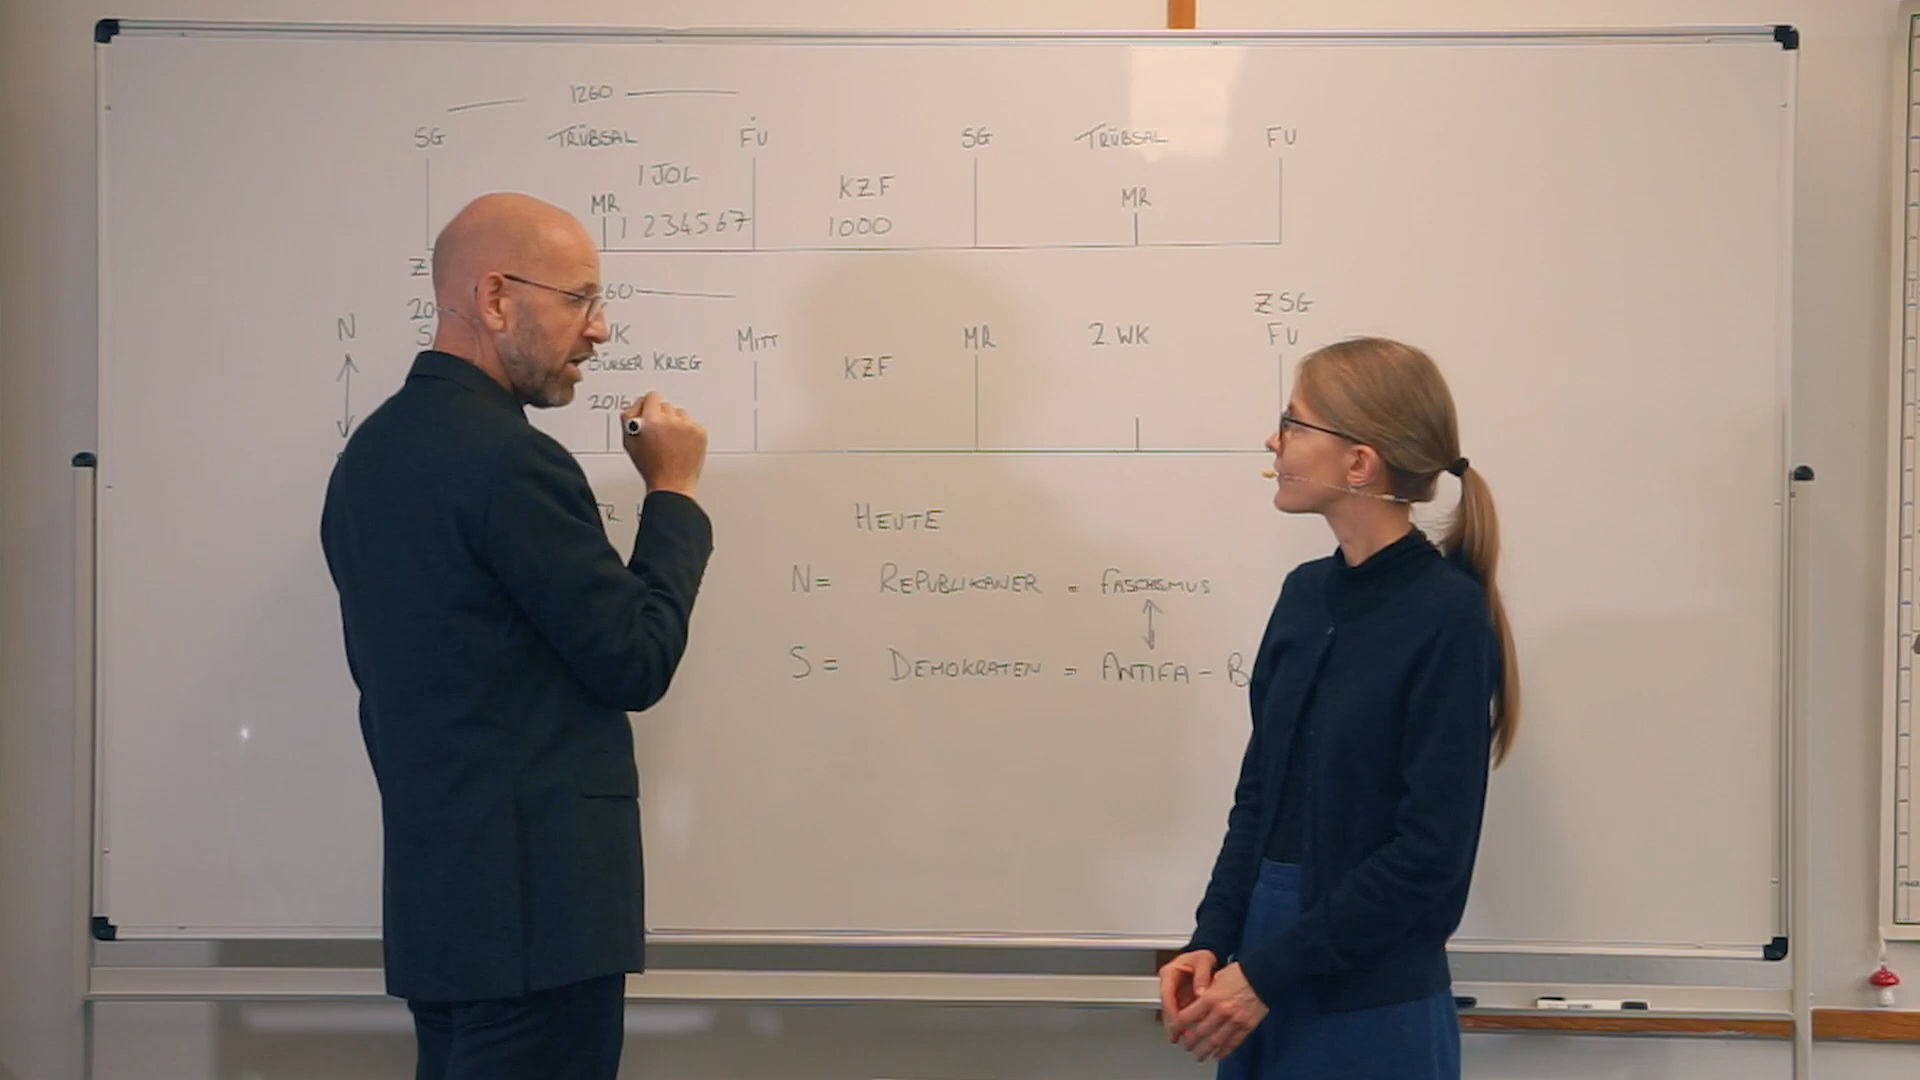 1260
SG TRÜBSAL FU SG TRÜBSAL FU
1 JOL KZF
MR 1 2 3 4 5 6 7 1000 MR
60 ZSG
N WK MITT MR 2 WK FU
BÜRGER KRIEG KZF
2016
HEUTE
N = REPUBLIKANER = FASCHISMUS
S = DEMOKRATEN = ANTIFA - B